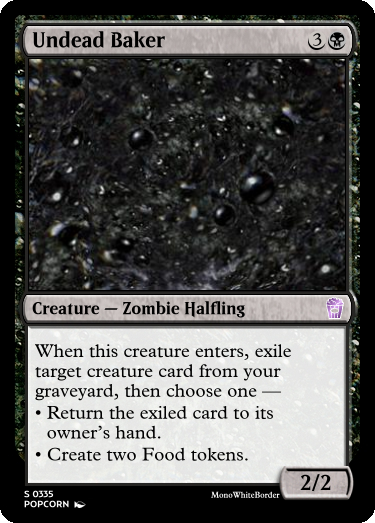 Undead Baker 3
Creature — Zombie Halfling
When this creature enters, exile
target creature card from your
graveyard, then choose one —
• Return the exiled card to its
owner's hand.
• Create two Food tokens.
2/2
S 0335
POPCORN
MonoWhiteBorder